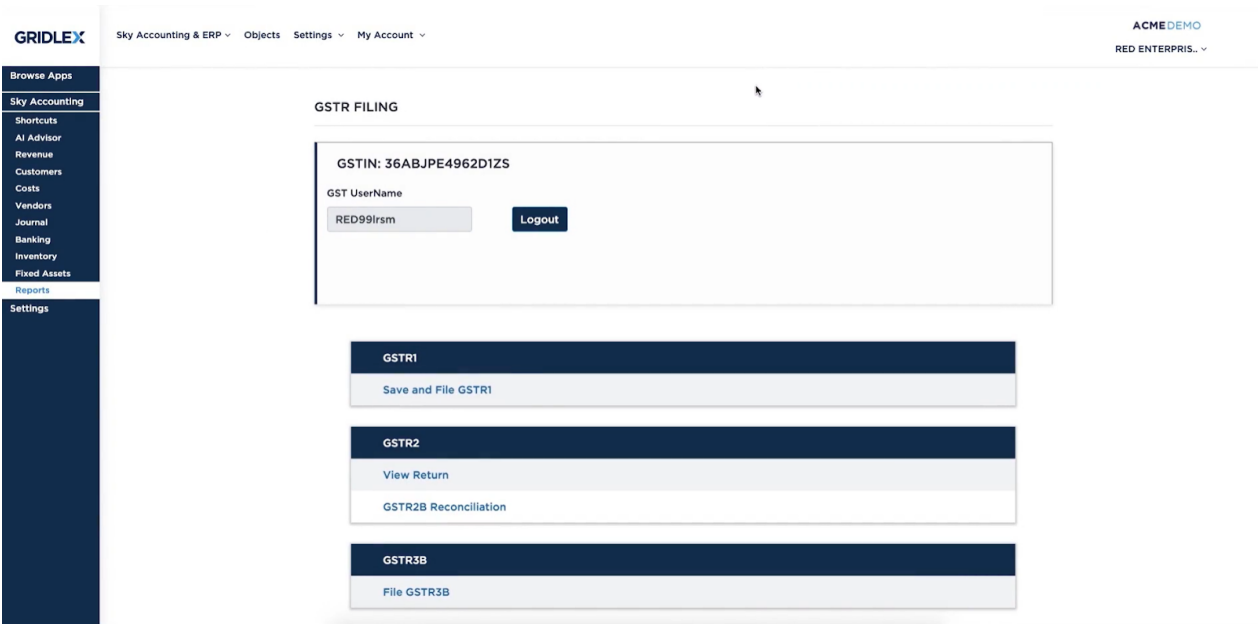 GRIDLEX
Sky Accounting & ERP Objects Settings My Account
ACMEDEMO
RED ENTERPRIS..
Browse Apps
Sky Accounting
Shortcuts
AI Advisor
Revenue
Customers
Costs
Vendors
Journal
Banking
Inventory
Fixed Assets
Reports
Settings
GSTR FILING
GSTIN: 36ABJPE4962D1ZS
GST UserName
RED99lrsm
Logout
GSTR1
Save and File GSTR1
GSTR2
View Return
GSTR2B Reconciliation
GSTR3B
File GSTR3B